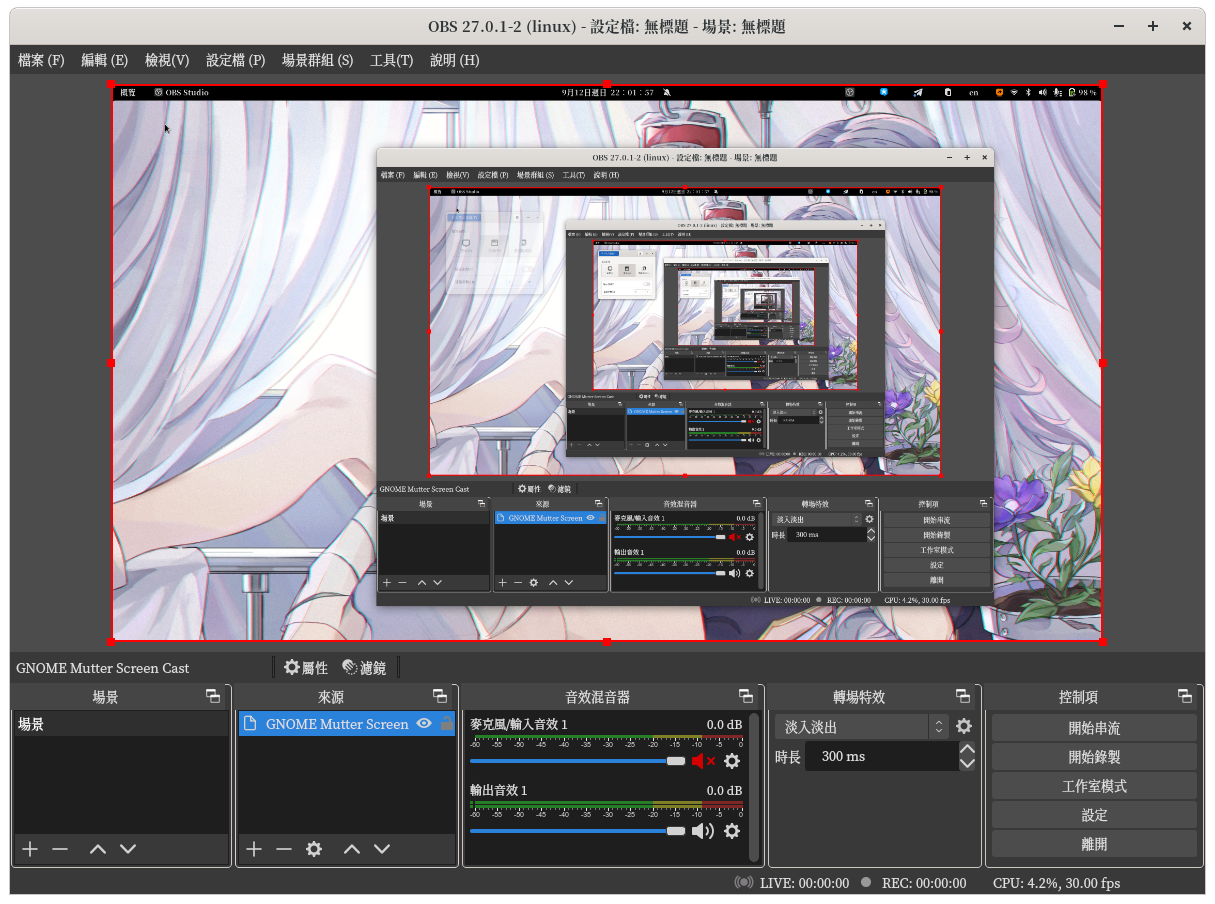 OBS 27.0.1-2 (linux) - 設定檔: 無標題 - 場景: 無標題
檔案 (F) 編輯 (E) 檢視(V) 設定檔 (P) 場景群組 (S) 工具(T) 說明 (H)
概覽 OBS Studio 9月12日週日 22:01:57 en 98 %
OBS 27.0.1-2 (linux) - 設定檔: 無標題 - 場景: 無標題
檔案 (F) 編輯 (E) 檢視(V) 設定檔 (P) 場景群組 (S) 工具(T) 說明 (H)
GNOME Mutter Screen Cast 屬性 濾鏡
場景 來源 音效混音器 轉場特效 控制項
場景 GNOME Mutter Screen 麥克風/輸入音效 1 0.0 dB 淡入淡出 開始串流
時長 300 ms 開始錄製
輸出音效 1 0.0 dB 工作室模式
設定
離開
LIVE: 00:00:00 REC: 00:00:00 CPU: 4.2%, 30.00 fps
GNOME Mutter Screen Cast 屬性 濾鏡
場景 來源 音效混音器 轉場特效 控制項
場景 GNOME Mutter Screen 麥克風/輸入音效 1 0.0 dB 淡入淡出 開始串流
-60 -55 -50 -45 -40 -35 -30 -25 -20 -15 -10 -5 0
時長 300 ms 開始錄製
輸出音效 1 0.0 dB 工作室模式
-60 -55 -50 -45 -40 -35 -30 -25 -20 -15 -10 -5 0
設定
離開
LIVE: 00:00:00 REC: 00:00:00 CPU: 4.2%, 30.00 fps